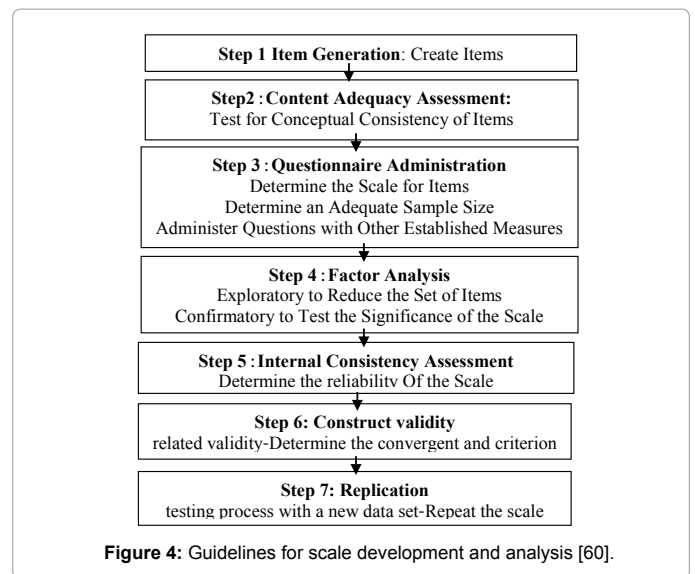 Step 1 Item Generation: Create Items
Step2 : Content Adequacy Assessment:
Test for Conceptual Consistency of Items
Step 3 : Questionnaire Administration
Determine the Scale for Items
Determine an Adequate Sample Size
Administer Questions with Other Established Measures
Step 4 : Factor Analysis
Exploratory to Reduce the Set of Items
Confirmatory to Test the Significance of the Scale
Step 5 : Internal Consistency Assessment
Determine the reliability Of the Scale
Step 6: Construct validity
related validity-Determine the convergent and criterion
Step 7: Replication
testing process with a new data set-Repeat the scale
Figure 4: Guidelines for scale development and analysis [60].